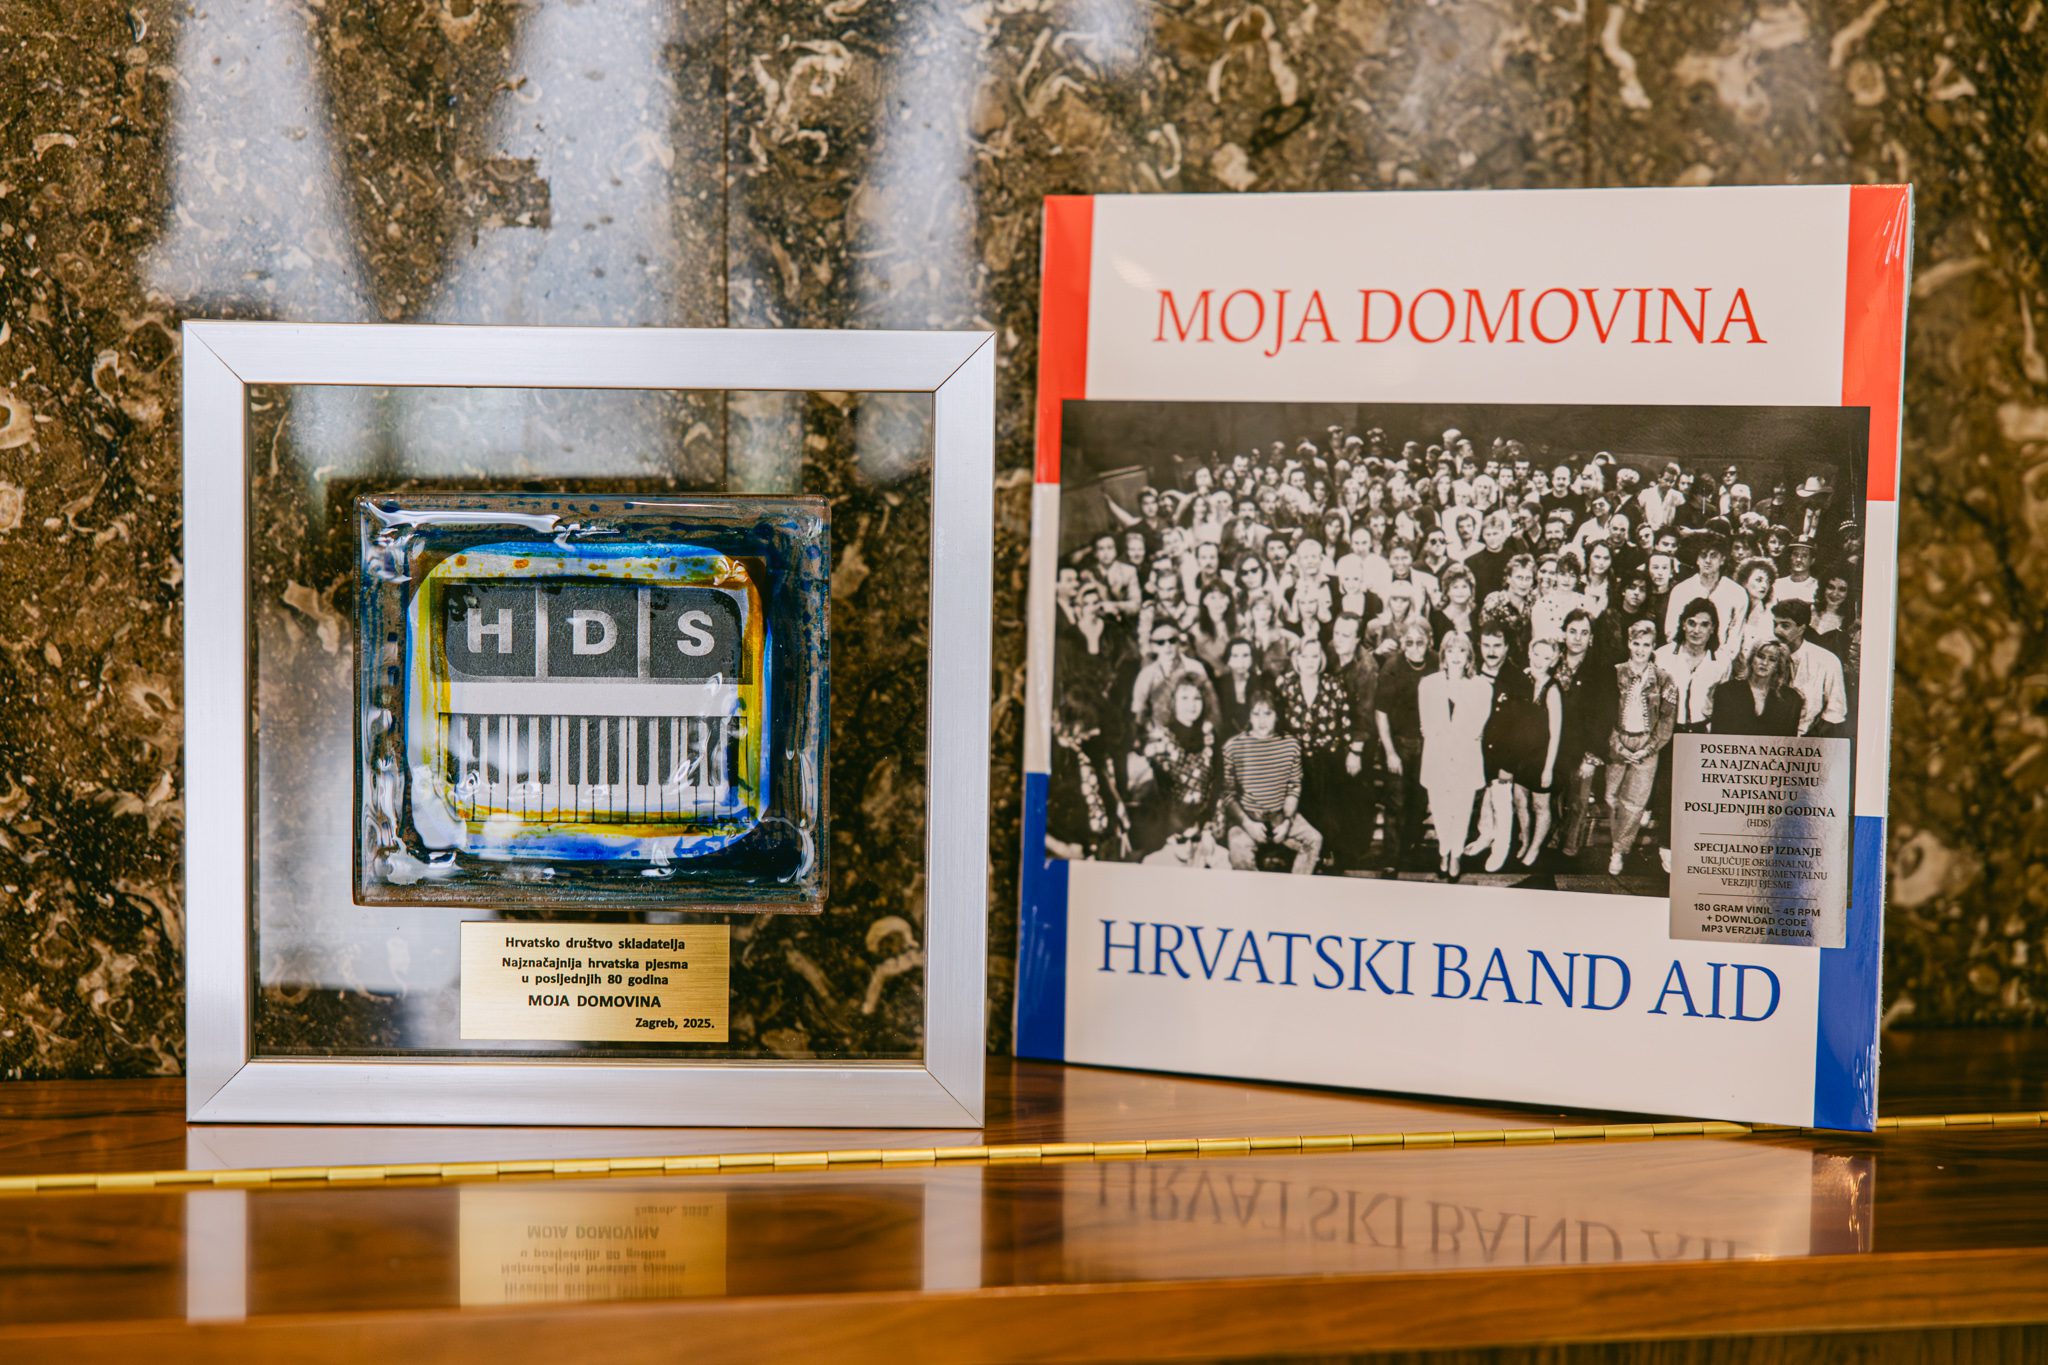 H D S
Hrvatsko društvo skladatelja
Najznačajnija hrvatska pjesma
u posljednjih 80 godina
MOJA DOMOVINA
Zagreb, 2025.
MOJA DOMOVINA
POSEBNA NAGRADA
ZA NAJZNAČAJNIJU
HRVATSKU PJESMU
NAPISANU U
POSLJEDNJIH 80 GODINA
(HDS)
SPECIJALNO EP IZDANJE
UKLJUČUJE ORIGINALNU,
ENGLESKU I INSTRUMENTALNU
VERZIJU PJESME
180 GRAM VINIL – 45 RPM
+ DOWNLOAD CODE
MP3 VERZIJE ALBUMA
HRVATSKI BAND AID